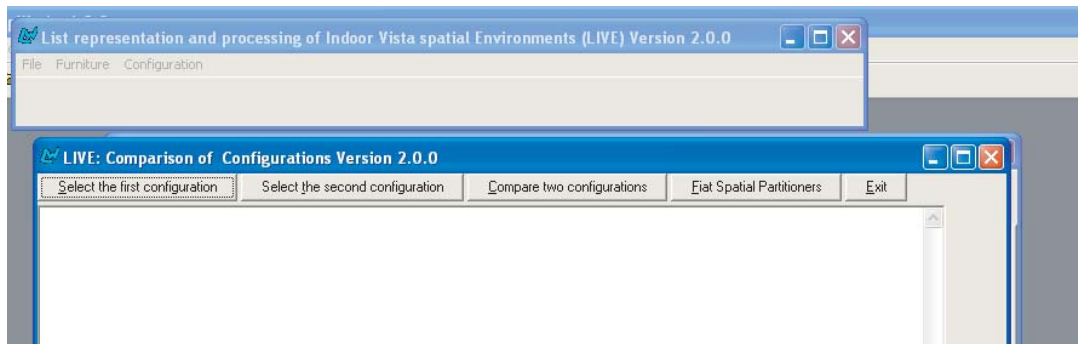 List representation and processing of Indoor Vista spatial Environments (LIVE) Version 2.0.0
File Furniture Configuration
LIVE: Comparison of Configurations Version 2.0.0
Select the first configuration Select the second configuration Compare two configurations Fiat Spatial Partitioners Exit